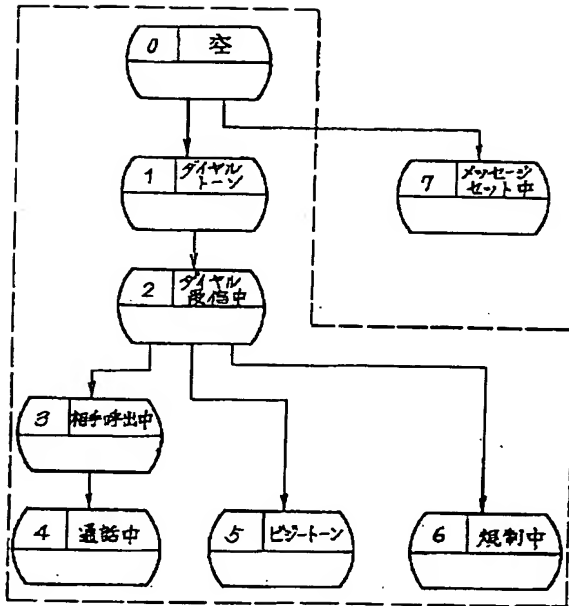 0 空
1 ダイヤル
トーン
7 メッセージ
セット中
2 ダイヤル
受信中
3 相手呼出中
4 通話中
5 ビジートーン
6 規制中